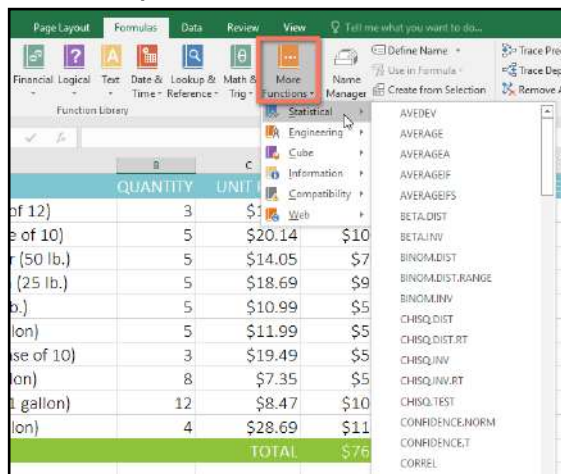 Page Layout Formulas Data Review View Tell me what you want to do...
Financial Logical Text Date & Time Lookup & Reference Math & Trig More Functions Name Manager
Define Name Trace Pre
Use in Formula Trace Dep
Create from Selection Remove A
Function Library
Statistical
Engineering
Cube
Information
Compatibility
Web
AVEDEV
AVERAGE
AVERAGEA
AVERAGEIF
AVERAGEIFS
BETA.DIST
BETA.INV
BINOM.DIST
BINOM.DIST.RANGE
BINOM.INV
CHISQ.DIST
CHISQ.DIST.RT
CHISQ.INV
CHISQ.INV.RT
CHISQ.TEST
CONFIDENCE.NORM
CONFIDENCE.T
CORREL
B C
QUANTITY UNIT
of 12) 3 $1
e of 10) 5 $20.14 $10
r (50 lb.) 5 $14.05 $7
(25 lb.) 5 $18.69 $9
b.) 5 $10.99 $5
lon) 5 $11.99 $5
ase of 10) 3 $19.49 $5
lon) 8 $7.35 $5
1 gallon) 12 $8.47 $10
lon) 4 $28.69 $11
TOTAL $76